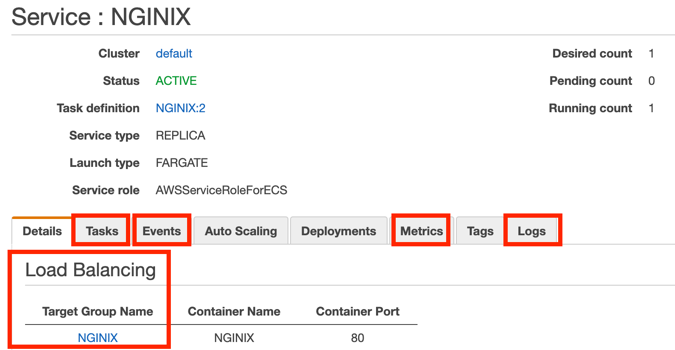 Service : NGINIX
Cluster default Desired count 1
Status ACTIVE Pending count 0
Task definition NGINIX:2 Running count 1
Service type REPLICA
Launch type FARGATE
Service role AWSServiceRoleForECS
Details Tasks Events Auto Scaling Deployments Metrics Tags Logs
Load Balancing
Target Group Name Container Name Container Port
NGINIX NGINIX 80